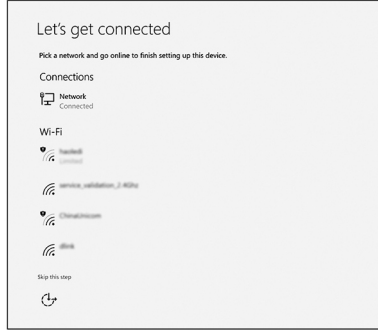 Let's get connected
Pick a network and go online to finish setting up this device.
Connections
Network
Connected
Wi-Fi
Limited
service_validation_2.4Ghz
ChinaUnicom
dlink
Skip this step